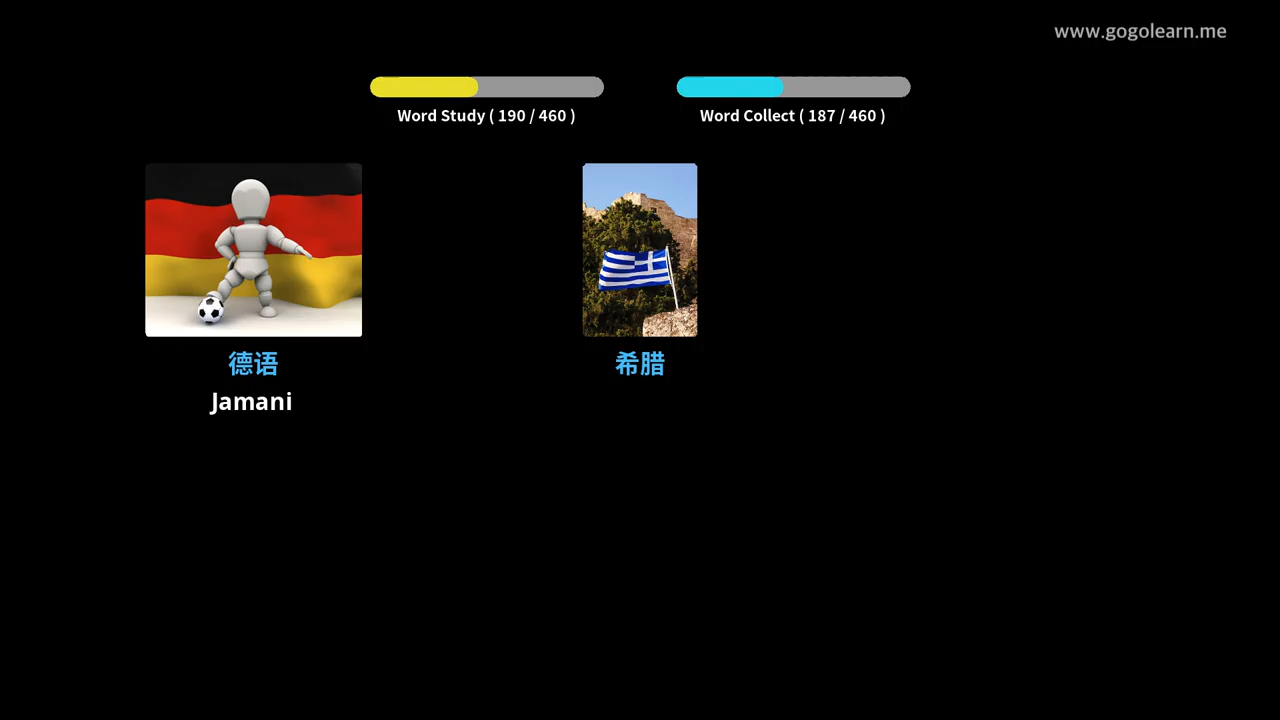 www.gogolearn.me
Word Study ( 190 / 460 )
Word Collect ( 187 / 460 )
德语
希腊
Jamani